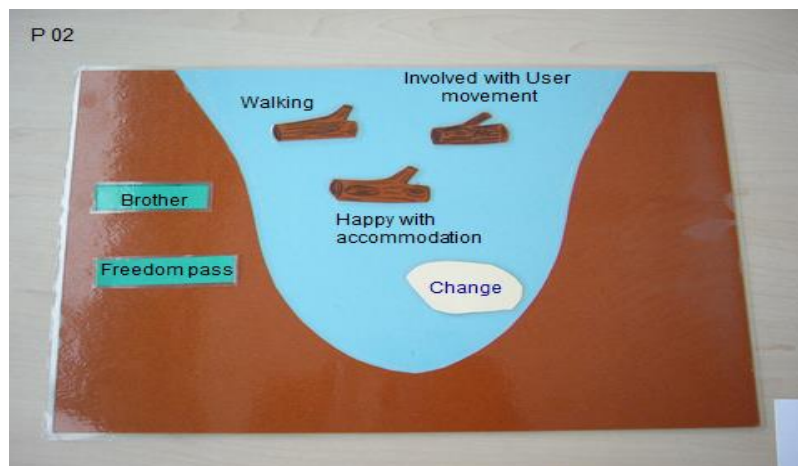 P 02
Walking
Involved with User
movement
Brother
Happy with
accommodation
Freedom pass
Change